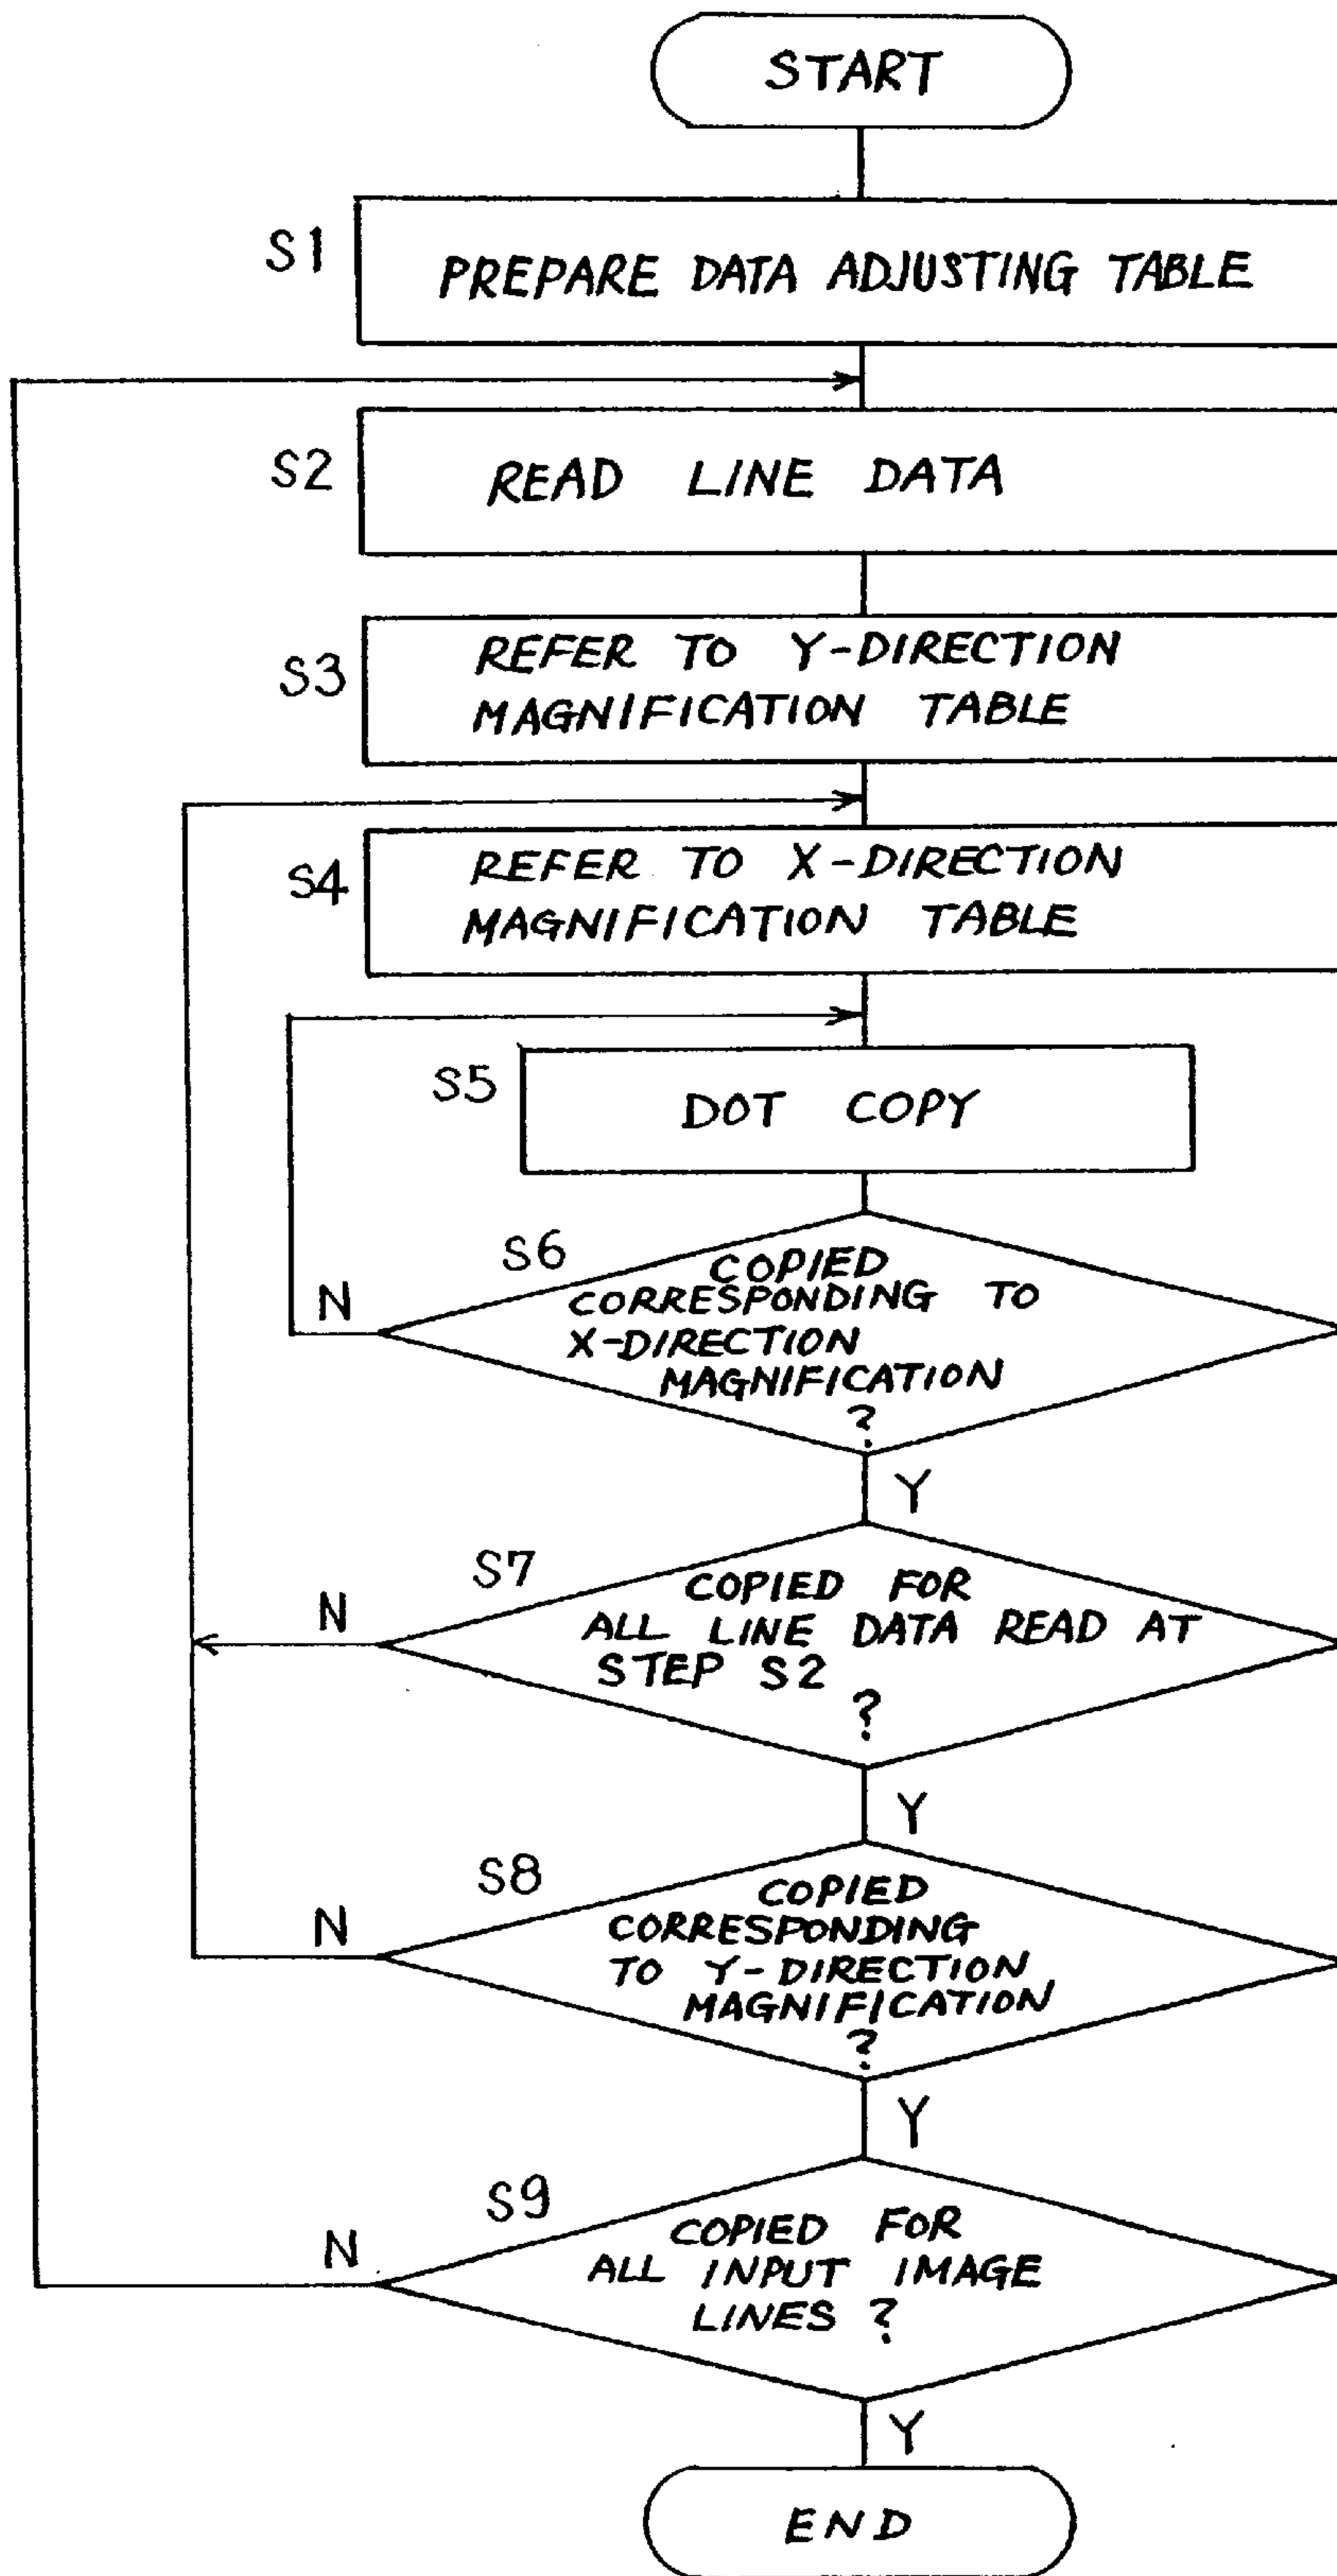 START
S1
PREPARE DATA ADJUSTING TABLE
S2
READ LINE DATA
S3
REFER TO Y-DIRECTION
MAGNIFICATION TABLE
S4
REFER TO X-DIRECTION
MAGNIFICATION TABLE
S5
DOT COPY
S6
COPIED
CORRESPONDING TO
X-DIRECTION
MAGNIFICATION
?
N
Y
S7
COPIED FOR
ALL LINE DATA READ AT
STEP S2
?
N
Y
S8
COPIED
CORRESPONDING
TO Y-DIRECTION
MAGNIFICATION
?
N
Y
S9
COPIED FOR
ALL INPUT IMAGE
LINES ?
N
Y
END